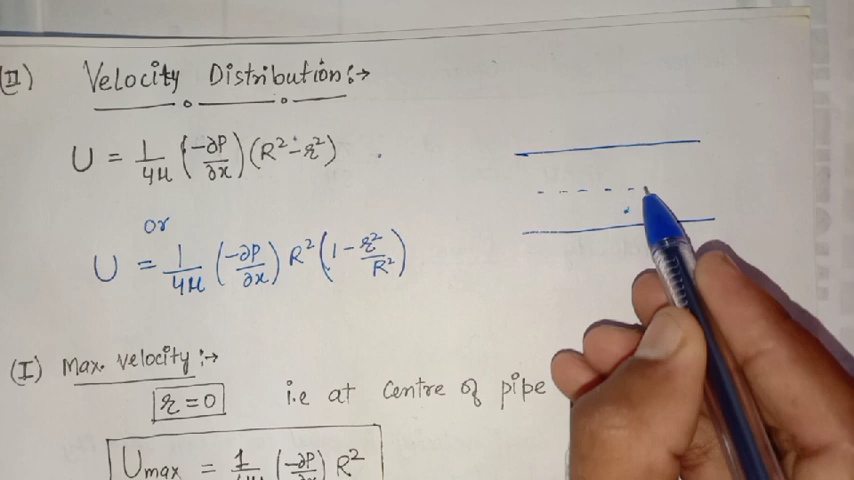 (II) Velocity Distribution:→
U = 1/4μ (-∂P/∂x) (R² - r²)
or
U = 1/4μ (-∂P/∂x) R² (1 - r²/R²)
(I) Max. velocity :→
r = 0 i.e at centre of pipe
Umax = 1/4μ (-∂P/∂x) R²